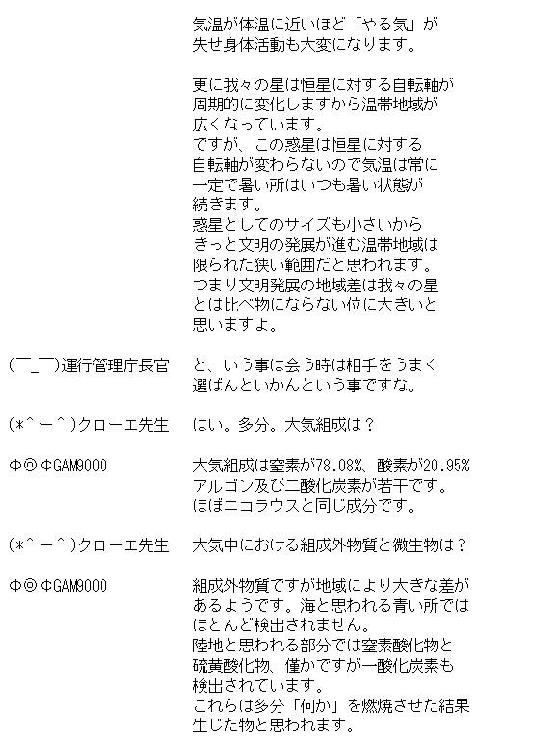 気温が体温に近いほど「やる気」が
失せ身体活動も大変になります。
更に我々の星は恒星に対する自転軸が
周期的に変化しますから温帯地域が
広くなっています。
ですが、この惑星は恒星に対する
自転軸が変わらないので気温は常に
一定で暑い所はいつも暑い状態が
続きます。
惑星としてのサイズも小さいから
きっと文明の発展が進む温帯地域は
限られた狭い範囲だと思われます。
つまり文明発展の地域差は我々の星
とは比べ物にならない位に大きいと
思いますよ。
(￣_￣)運行管理庁長官 と、いう事は会う時は相手をうまく
選ばんといかんという事ですな。
(*＾ー＾)クローエ先生 はい。多分。大気組成は？
Φ◎ΦGAM9000 大気組成は窒素が78.08%、酸素が20.95%
アルゴン及び二酸化炭素が若干です。
ほぼニコラウスと同じ成分です。
(*＾ー＾)クローエ先生 大気中における組成外物質と微生物は？
Φ◎ΦGAM9000 組成外物質ですが地域により大きな差が
あるようです。海と思われる青い所では
ほとんど検出されません。
陸地と思われる部分では窒素酸化物と
硫黄酸化物、僅かですが一酸化炭素も
検出されています。
これらは多分「何か」を燃焼させた結果
生じた物と思われます。